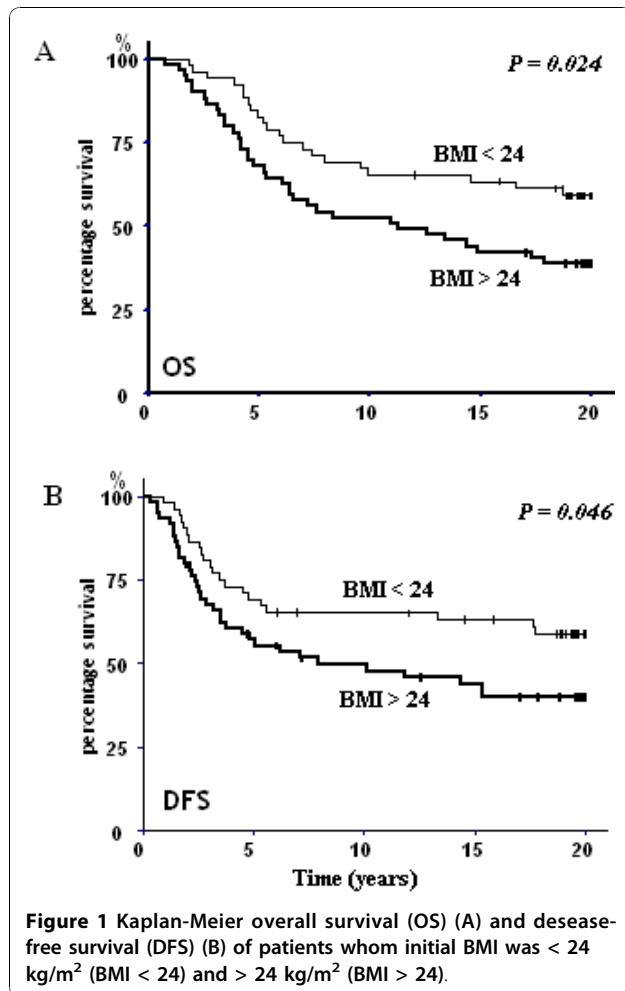 A
%
100
P = 0.024
75
BMI < 24
percentage survival
50
BMI > 24
25
OS
0
0 5 10 15 20
B
%
100
P = 0.046
75
BMI < 24
percentage survival
50
BMI > 24
25
DFS
0
0 5 10 15 20
Time (years)
Figure 1 Kaplan-Meier overall survival (OS) (A) and desease-
free survival (DFS) (B) of patients whom initial BMI was < 24
kg/m² (BMI < 24) and > 24 kg/m² (BMI > 24).